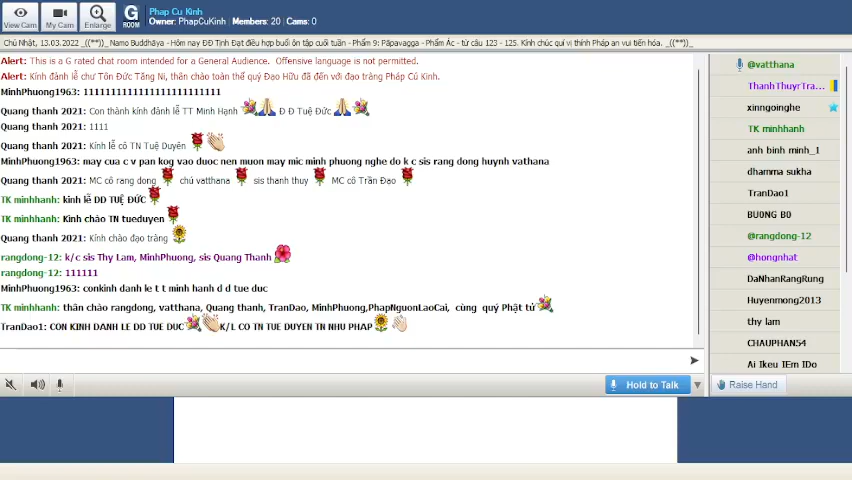 View Cam
My Cam
Enlarge
G
ROOM
Phap Cu Kinh
Owner: PhapCuKinh Members: 20 Cams: 0
Chủ Nhật, 13.03.2022 _((**)_ Namo Buddhāya - Hôm nay ĐĐ Tịnh Đạt điều hợp buổi ôn tập cuối tuần - Phẩm 9: Pāpavagga - Phẩm Ác - từ câu 123 - 125. Kính chúc quí vị thính Pháp an vui tiến hóa. _((**)_
Alert: This is a G rated chat room intended for a General Audience. Offensive language is not permitted.
Alert: Kính đảnh lễ chư Tôn Đức Tăng Ni, thân chào toàn thể quý Đạo Hữu đã đến với đạo tràng Pháp Cú Kinh.
MinhPhuong1963: 1111111111111111111111111
Quang thanh 2021: Con thành kính đảnh lễ TT Minh Hạnh Đ Đ Tuệ Đức
Quang thanh 2021: 1111
Quang thanh 2021: Kính lễ cô TN Tuệ Duyên
MinhPhuong1963: may cua c v pan kog vao duoc nen muon may mic minh phuong nghe do k c sis rang dong huynh vathana
Quang thanh 2021: MC cô rang dong chú vatthana sis thanh thuy MC cô Trần Đạo
TK minhhanh: kinh lễ DD TUỆ ĐỨC
TK minhhanh: Kinh chào TN tueduyen
Quang thanh 2021: Kính chào đạo tràng
rangdong-12: k/c sis Thy Lam, MinhPhuong, sis Quang Thanh
rangdong-12: 111111
MinhPhuong1963: conkinh danh le t t minh hanh d d tue duc
TK minhhanh: thân chào rangdong, vatthana, Quang thanh, TranDao, MinhPhuong,PhapNguonLaoCai, cùng quý Phật tử
TranDao1: CON KINH DANH LE DD TUE DUC K/L CO TN TUE DUYEN TN NHU PHAP
Hold to Talk
@vatthana
ThanhThuyrTra...
xinngoinghe
TK minhhanh
anh binh minh_1
dhamma sukha
TranDao1
BU0NG B0
@rangdong-12
@hongnhat
DaNhanRangRung
Huyenmong2013
thy lam
CHAUPHAN54
Ai Ikeu IEm IDo
Raise Hand